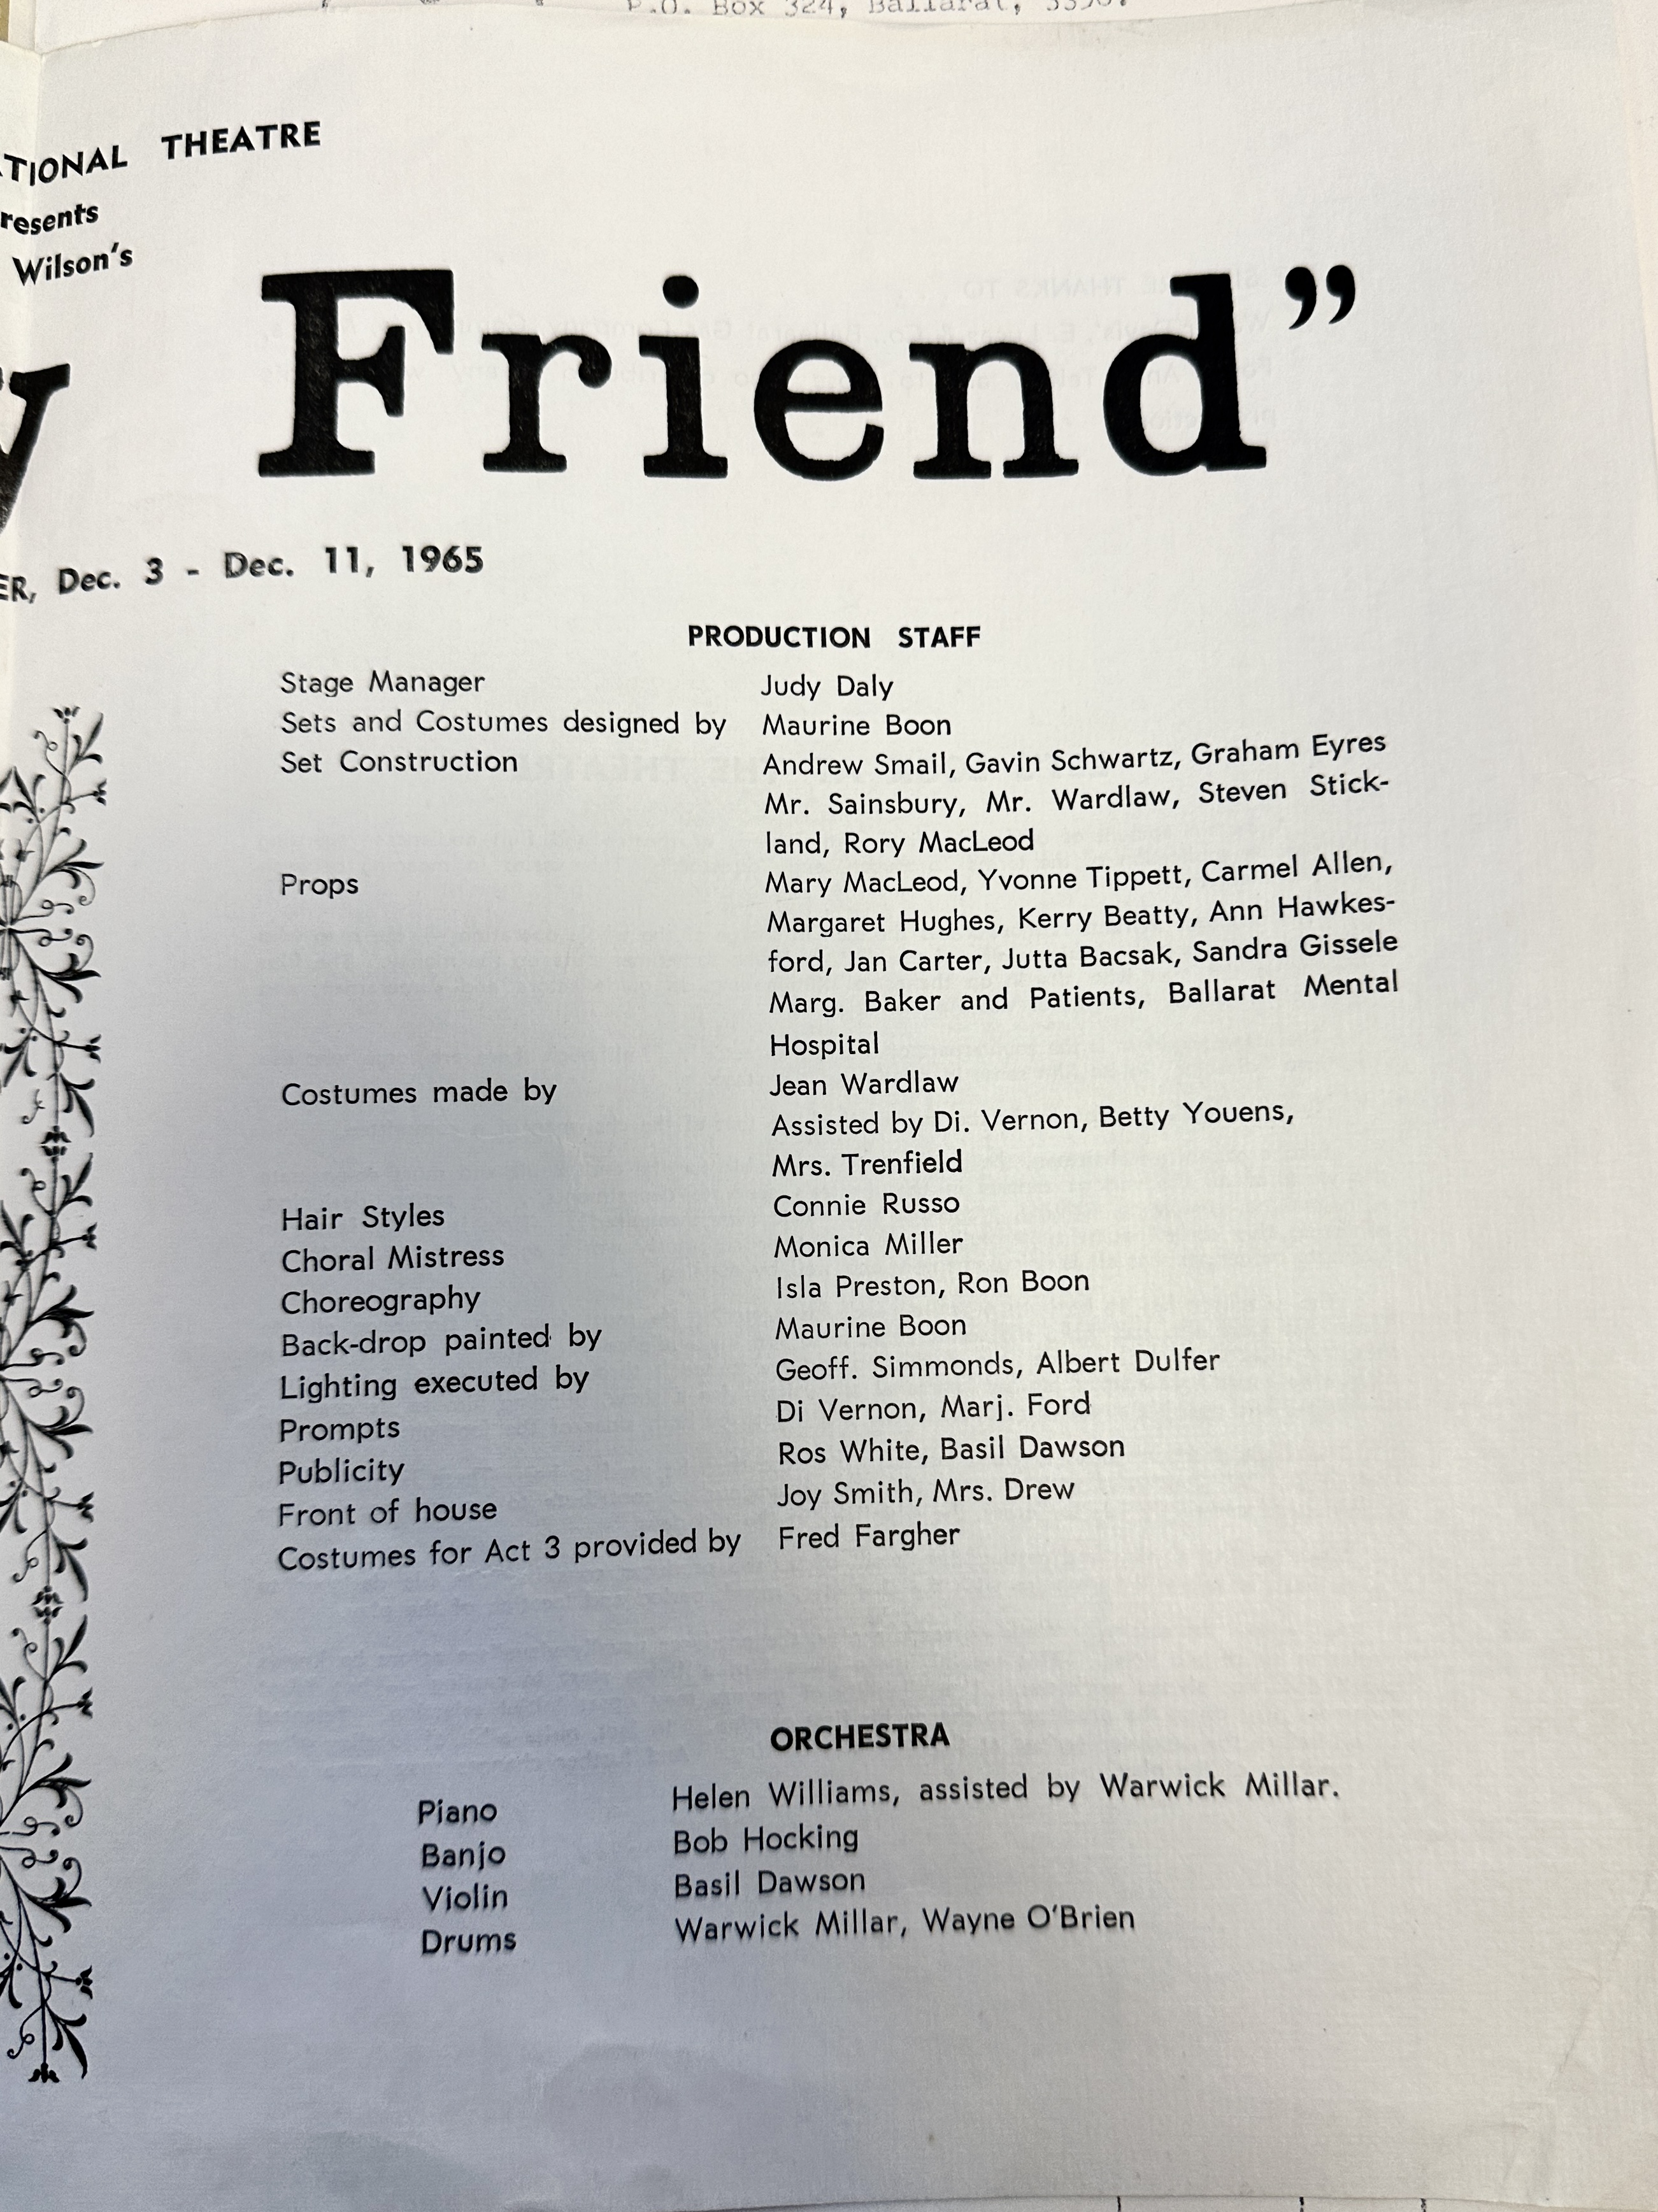 P.O. Box 324, Ballarat, 3350.
TIONAL THEATRE
resents
Wilson's
y Friend”
ER, Dec. 3 - Dec. 11, 1965
PRODUCTION STAFF
Stage Manager Judy Daly
Sets and Costumes designed by Maurine Boon
Set Construction Andrew Smail, Gavin Schwartz, Graham Eyres
Mr. Sainsbury, Mr. Wardlaw, Steven Stick-
land, Rory MacLeod
Props Mary MacLeod, Yvonne Tippett, Carmel Allen,
Margaret Hughes, Kerry Beatty, Ann Hawkes-
ford, Jan Carter, Jutta Bacsak, Sandra Gissele
Marg. Baker and Patients, Ballarat Mental
Hospital
Costumes made by Jean Wardlaw
Assisted by Di. Vernon, Betty Youens,
Mrs. Trenfield
Hair Styles Connie Russo
Choral Mistress Monica Miller
Choreography Isla Preston, Ron Boon
Back-drop painted by Maurine Boon
Lighting executed by Geoff. Simmonds, Albert Dulfer
Prompts Di Vernon, Marj. Ford
Publicity Ros White, Basil Dawson
Front of house Joy Smith, Mrs. Drew
Costumes for Act 3 provided by Fred Fargher
ORCHESTRA
Piano Helen Williams, assisted by Warwick Millar.
Banjo Bob Hocking
Violin Basil Dawson
Drums Warwick Millar, Wayne O'Brien